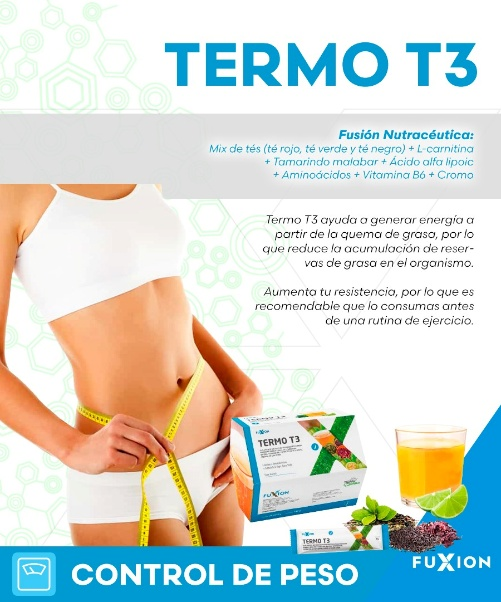 TERMO T3
Fusión Nutracéutica:
Mix de tés (té rojo, té verde y té negro) + L-carnitina
+ Tamarindo malabar + Ácido alfa lipoic
+ Aminoácidos + Vitamina B6 + Cromo
Termo T3 ayuda a generar energía a
partir de la quema de grasa, por lo
que reduce la acumulación de reser-
vas de grasa en el organismo.
Aumenta tu resistencia, por lo que es
recomendable que lo consumas antes
de una rutina de ejercicio.
FUXION
TERMO T3
FUXION
TERMO T3
CONTROL DE PESO
FUXION